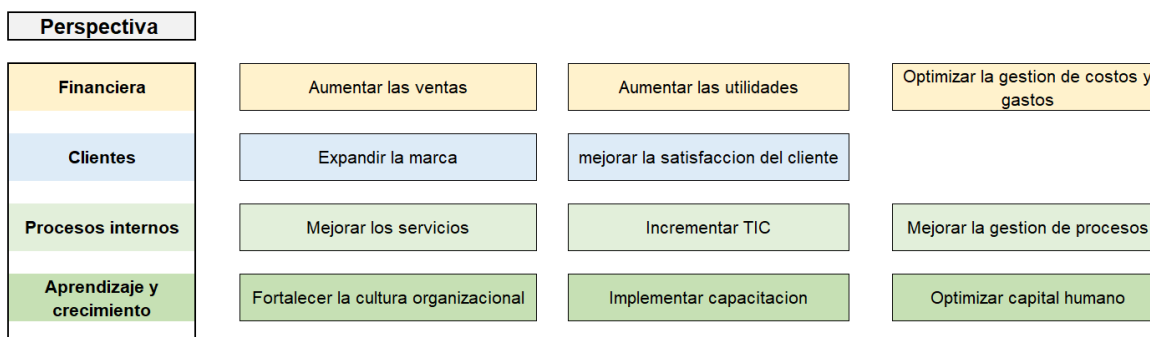 Perspectiva
Financiera
Aumentar las ventas
Aumentar las utilidades
Optimizar la gestion de costos y
gastos
Clientes
Expandir la marca
mejorar la satisfaccion del cliente
Procesos internos
Mejorar los servicios
Incrementar TIC
Mejorar la gestion de procesos
Aprendizaje y
crecimiento
Fortalecer la cultura organizacional
Implementar capacitacion
Optimizar capital humano